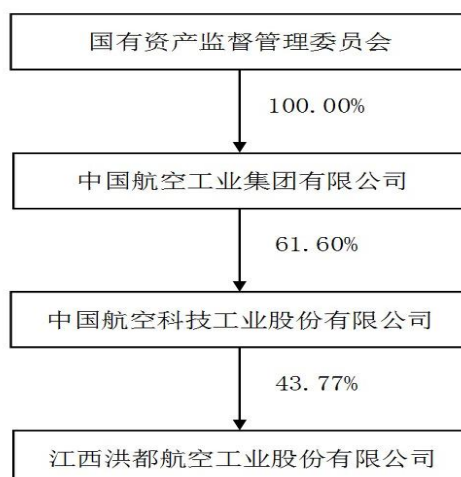 国有资产监督管理委员会
100.00%
中国航空工业集团有限公司
61.60%
中国航空科技工业股份有限公司
43.77%
江西洪都航空工业股份有限公司